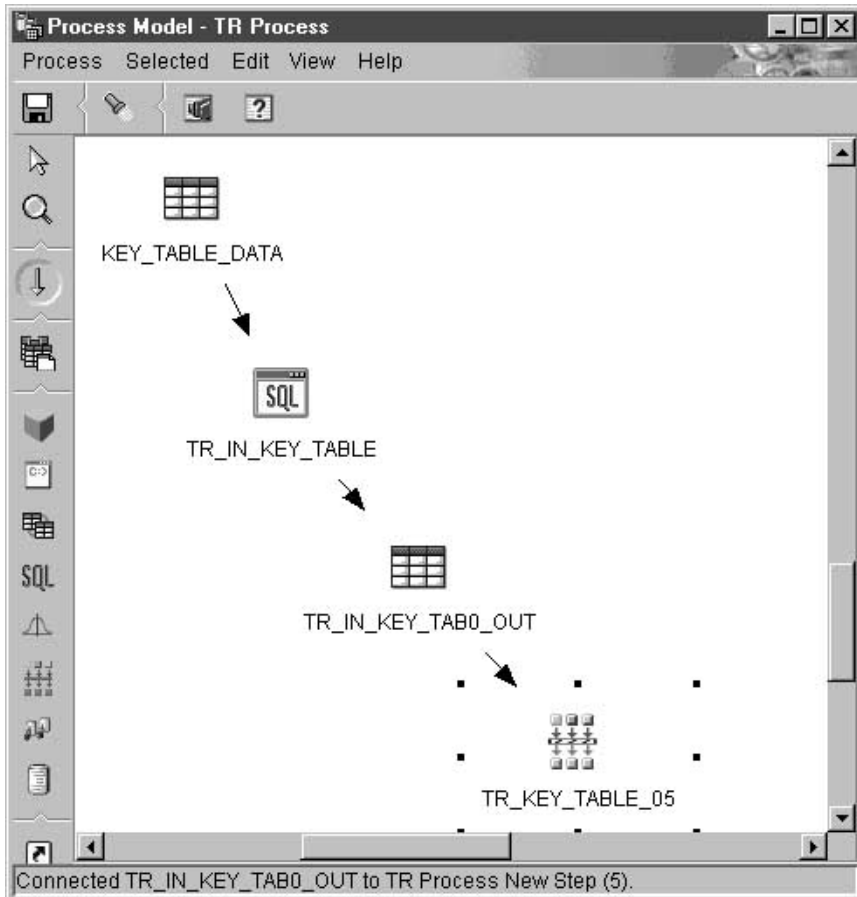 Process Model - TR Process
Process Selected Edit View Help
?
KEY_TABLE_DATA
SQL
TR_IN_KEY_TABLE
TR_IN_KEY_TAB0_OUT
SQL
TR_KEY_TABLE_05
Connected TR_IN_KEY_TAB0_OUT to TR Process New Step (5).